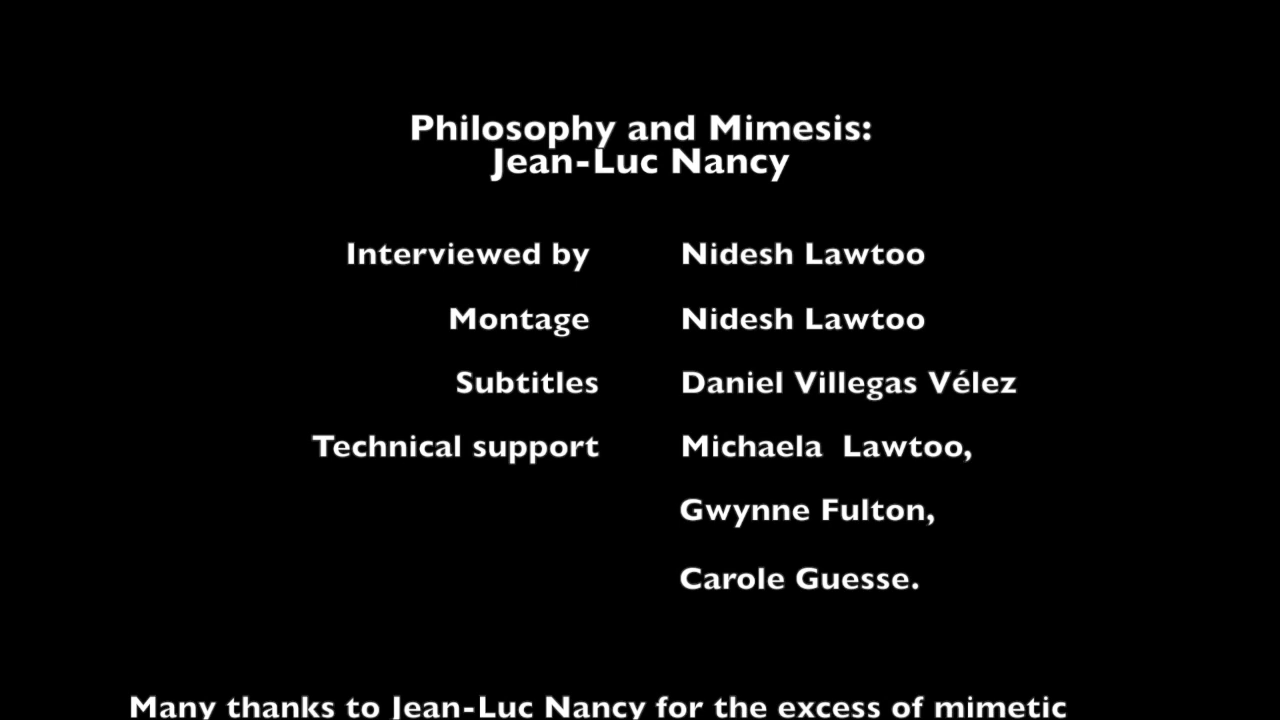 Philosophy and Mimesis:
Jean-Luc Nancy
Interviewed by Nidesh Lawtoo
Montage Nidesh Lawtoo
Subtitles Daniel Villegas Vélez
Technical support Michaela Lawtoo,
Gwynne Fulton,
Carole Guesse.
Many thanks to Jean-Luc Nancy for the excess of mimetic